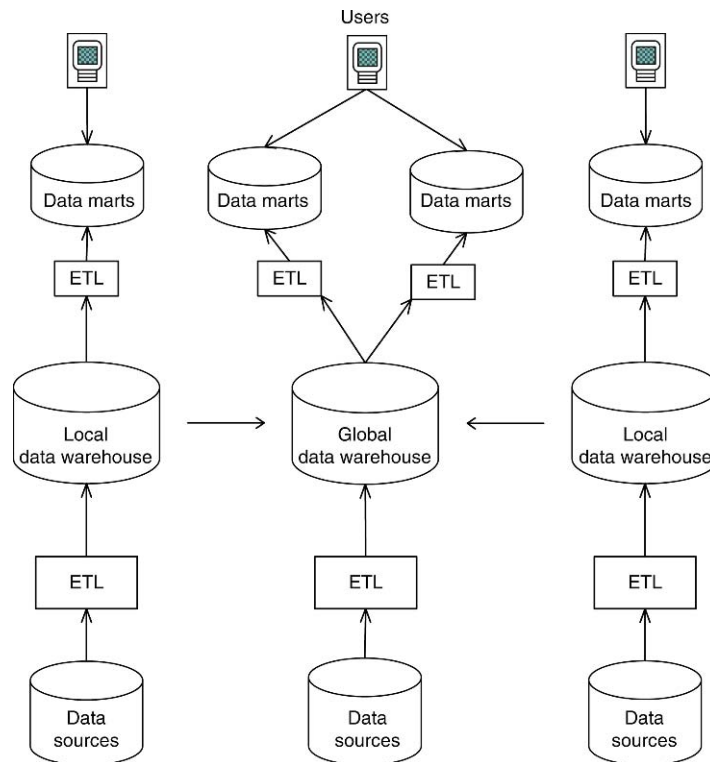 Users
Data marts
Data marts
Data marts
Data marts
ETL
ETL
ETL
ETL
Local
data warehouse
Global
data warehouse
Local
data warehouse
ETL
ETL
ETL
Data
sources
Data
sources
Data
sources